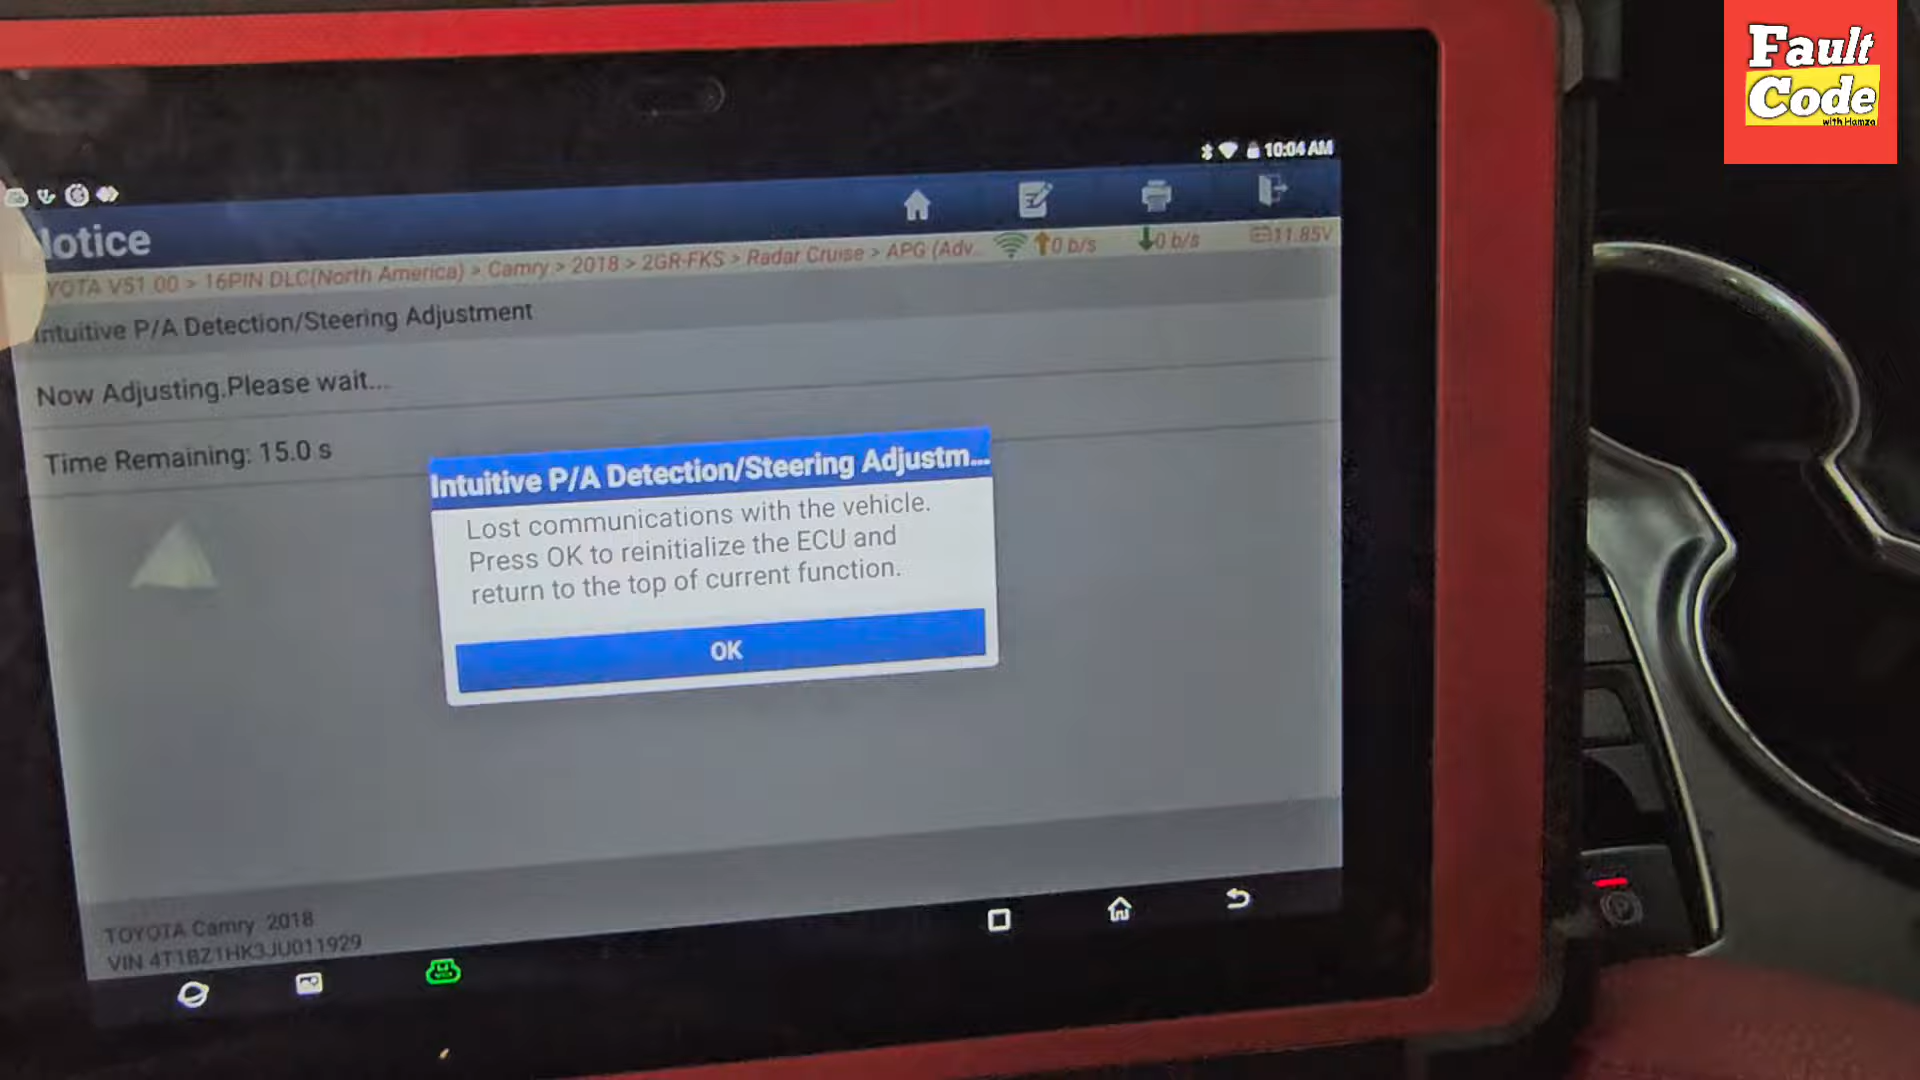 Fault
Code
with Hamza
10:04 AM
Notice
YOTA V51.00 > 16PIN DLC(North America) > Camry > 2018 > 2GR-FKS > Radar Cruise > APG (Adv... 0 b/s 0 b/s 11.85V
Intuitive P/A Detection/Steering Adjustment
Now Adjusting.Please wait...
Time Remaining: 15.0 s
Intuitive P/A Detection/Steering Adjustm...
Lost communications with the vehicle.
Press OK to reinitialize the ECU and
return to the top of current function.
OK
TOYOTA Camry 2018
VIN 4T1BZ1HK3JU011929
P